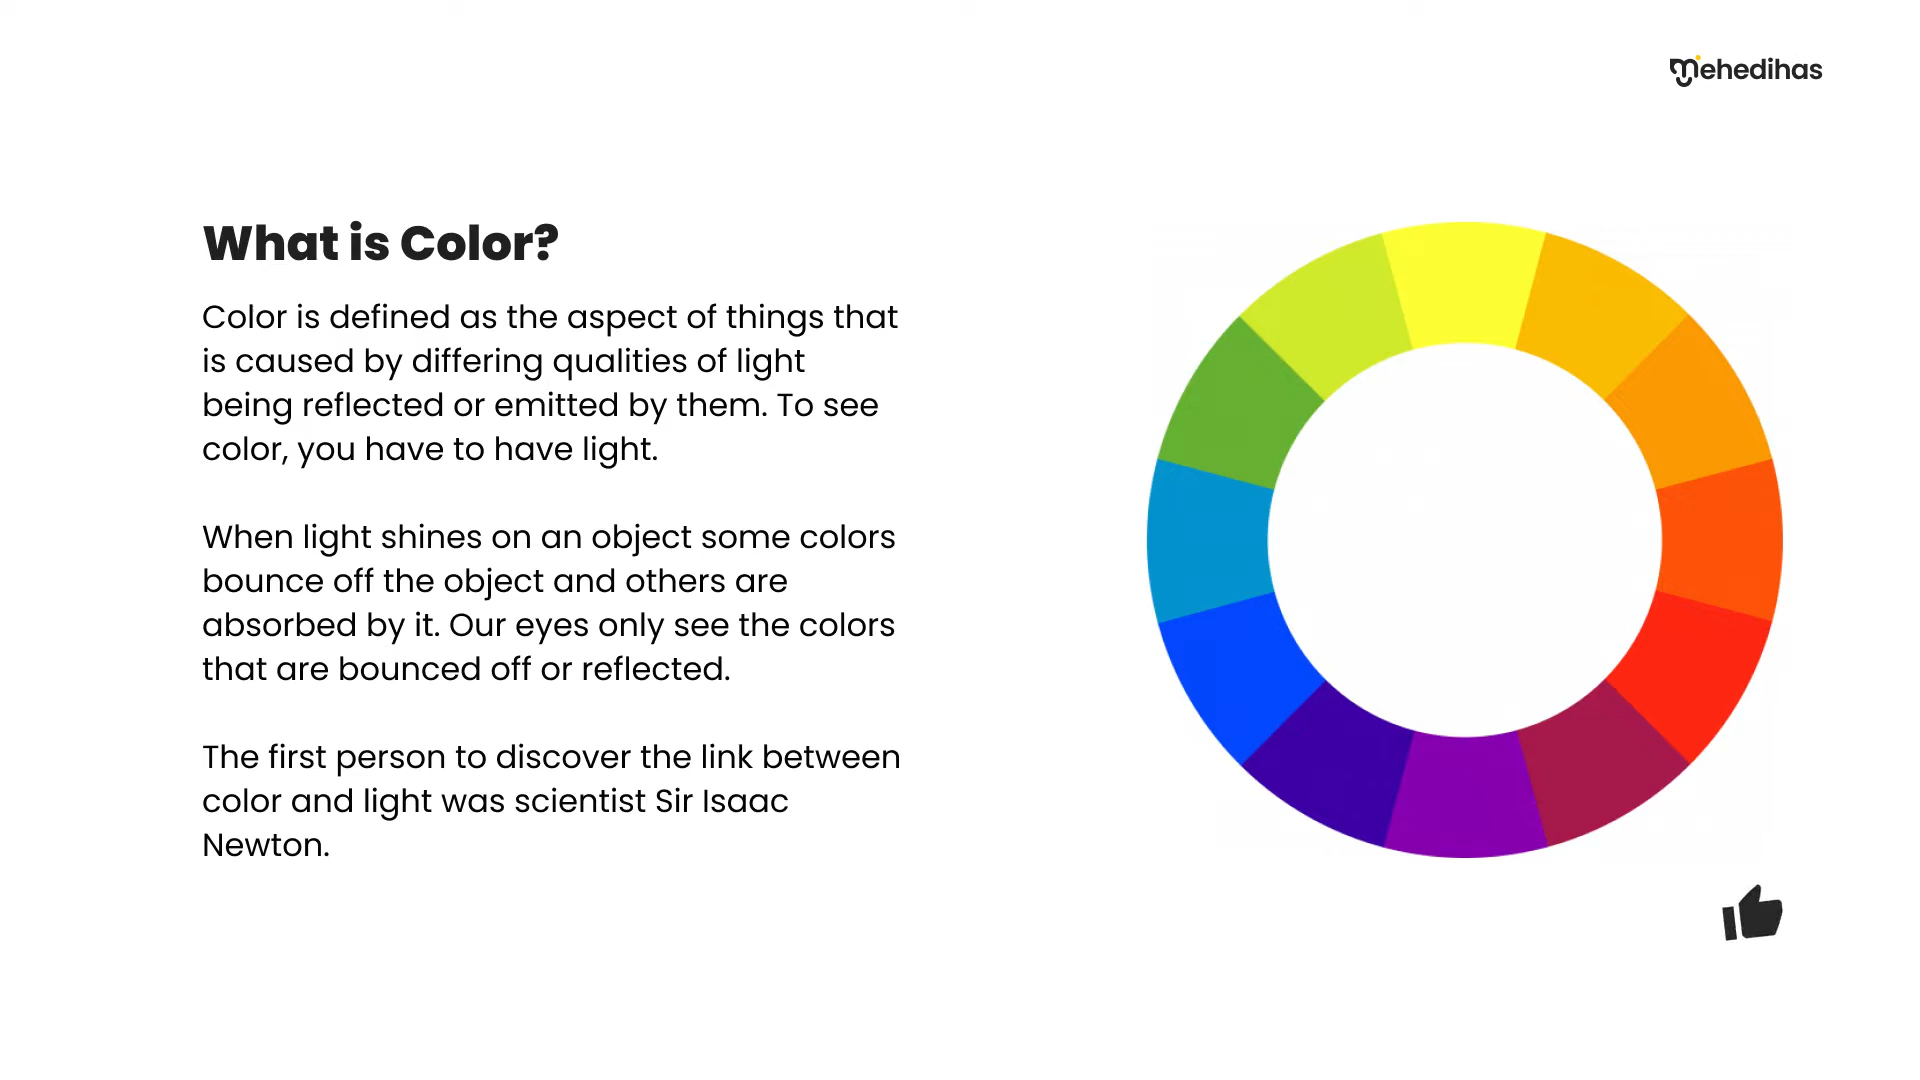 mehedihas
What is Color?
Color is defined as the aspect of things that
is caused by differing qualities of light
being reflected or emitted by them. To see
color, you have to have light.
When light shines on an object some colors
bounce off the object and others are
absorbed by it. Our eyes only see the colors
that are bounced off or reflected.
The first person to discover the link between
color and light was scientist Sir Isaac
Newton.